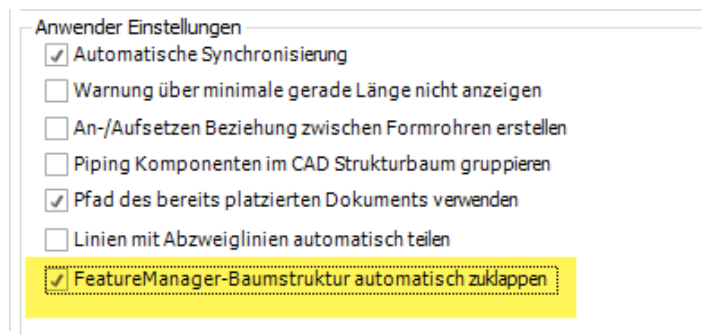 Anwender Einstellungen
Automatische Synchronisierung
Warnung über minimale gerade Länge nicht anzeigen
An-/Aufsetzen Beziehung zwischen Formrohren erstellen
Piping Komponenten im CAD Strukturbaum gruppieren
Pfad des bereits platzierten Dokuments verwenden
Linien mit Abzweiglinien automatisch teilen
FeatureManager-Baumstruktur automatisch zuklappen